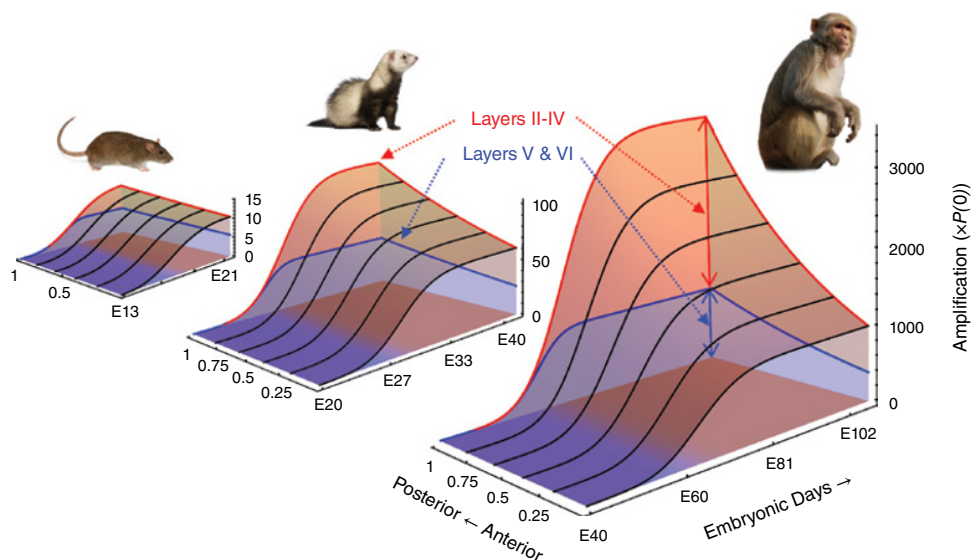 Layers II-IV
Layers V & VI
15
10
5
0
1
0.5
E13
E21
100
50
0
1
0.75
0.5
0.25
E20
E27
E33
E40
3000
2000
1000
0
Amplification (×P(0))
1
0.75
0.5
0.25
E40
E60
E81
E102
Posterior ← Anterior
Embryonic Days →